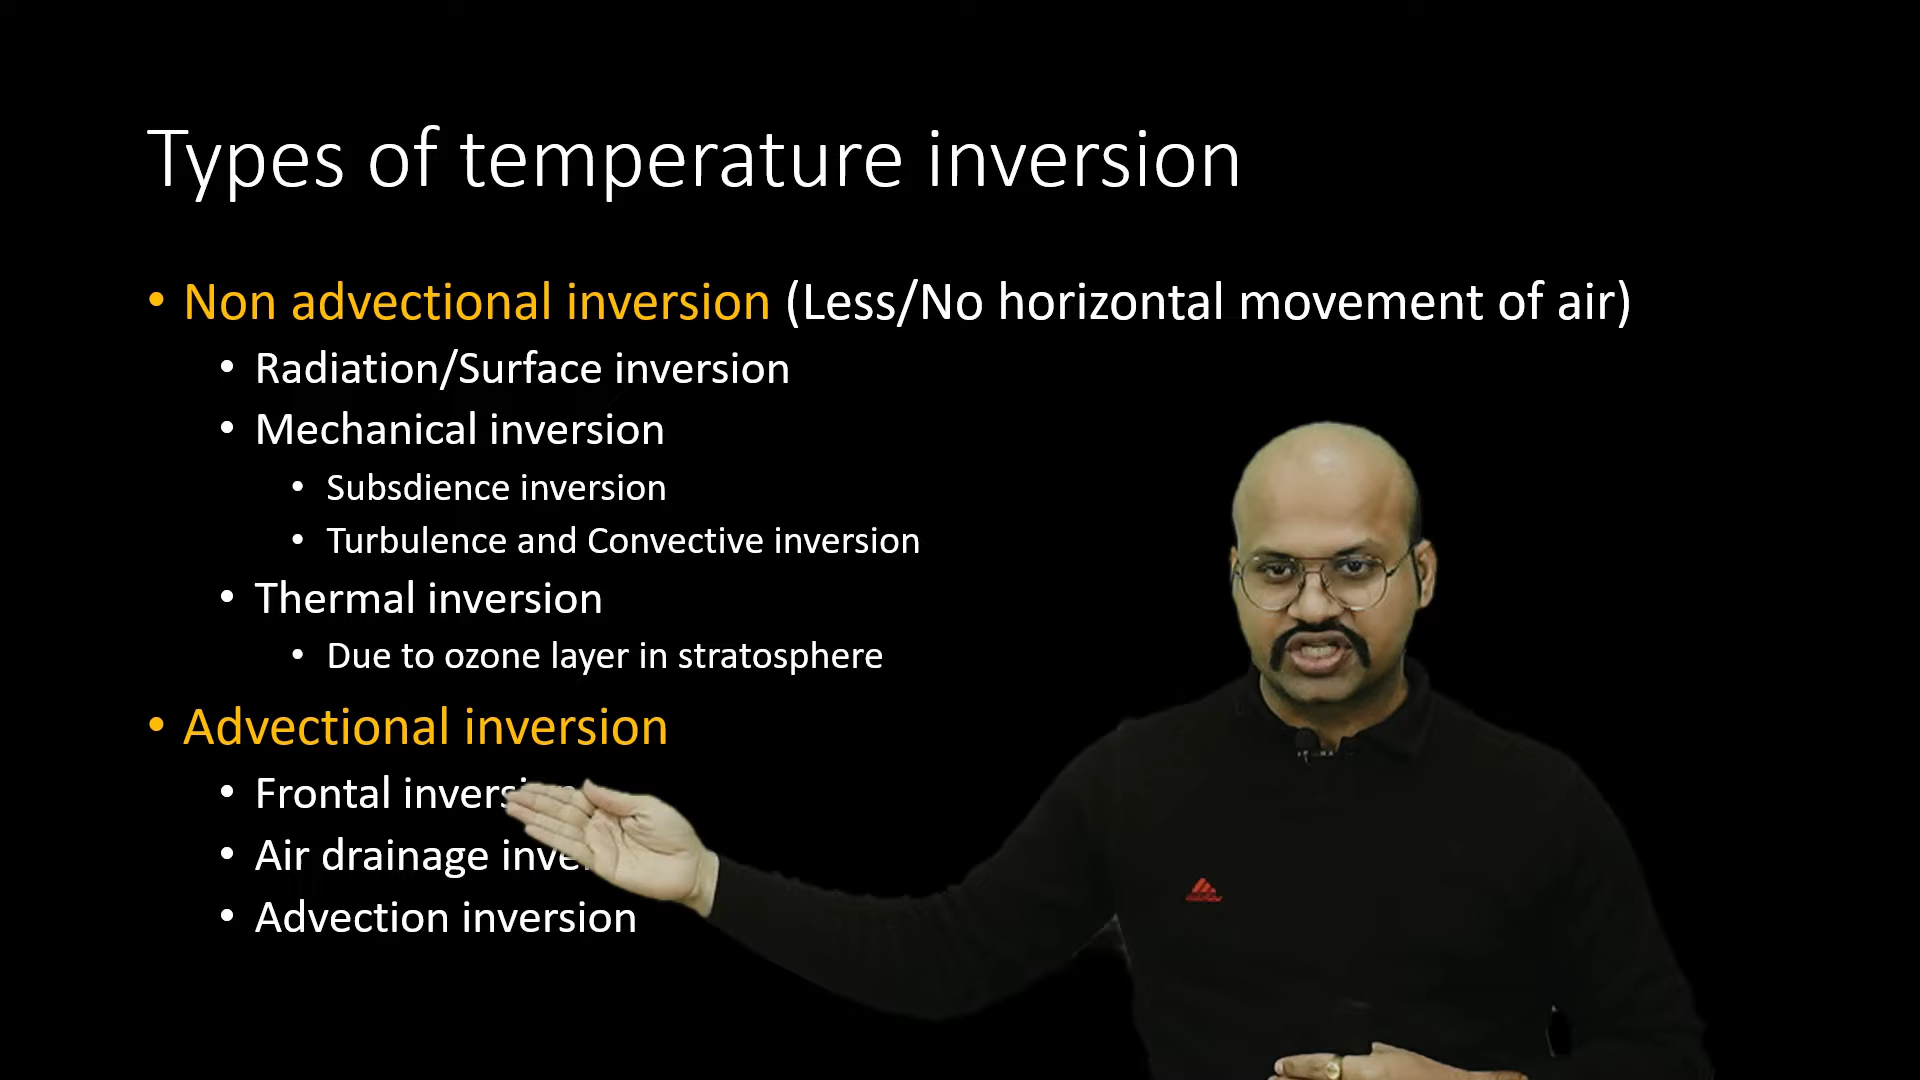 Types of temperature inversion
• Non advectional inversion (Less/No horizontal movement of air)
• Radiation/Surface inversion
• Mechanical inversion
• Subsdience inversion
• Turbulence and Convective inversion
• Thermal inversion
• Due to ozone layer in stratosphere
• Advectional inversion
• Frontal
• Air drainage
• Advection inversion